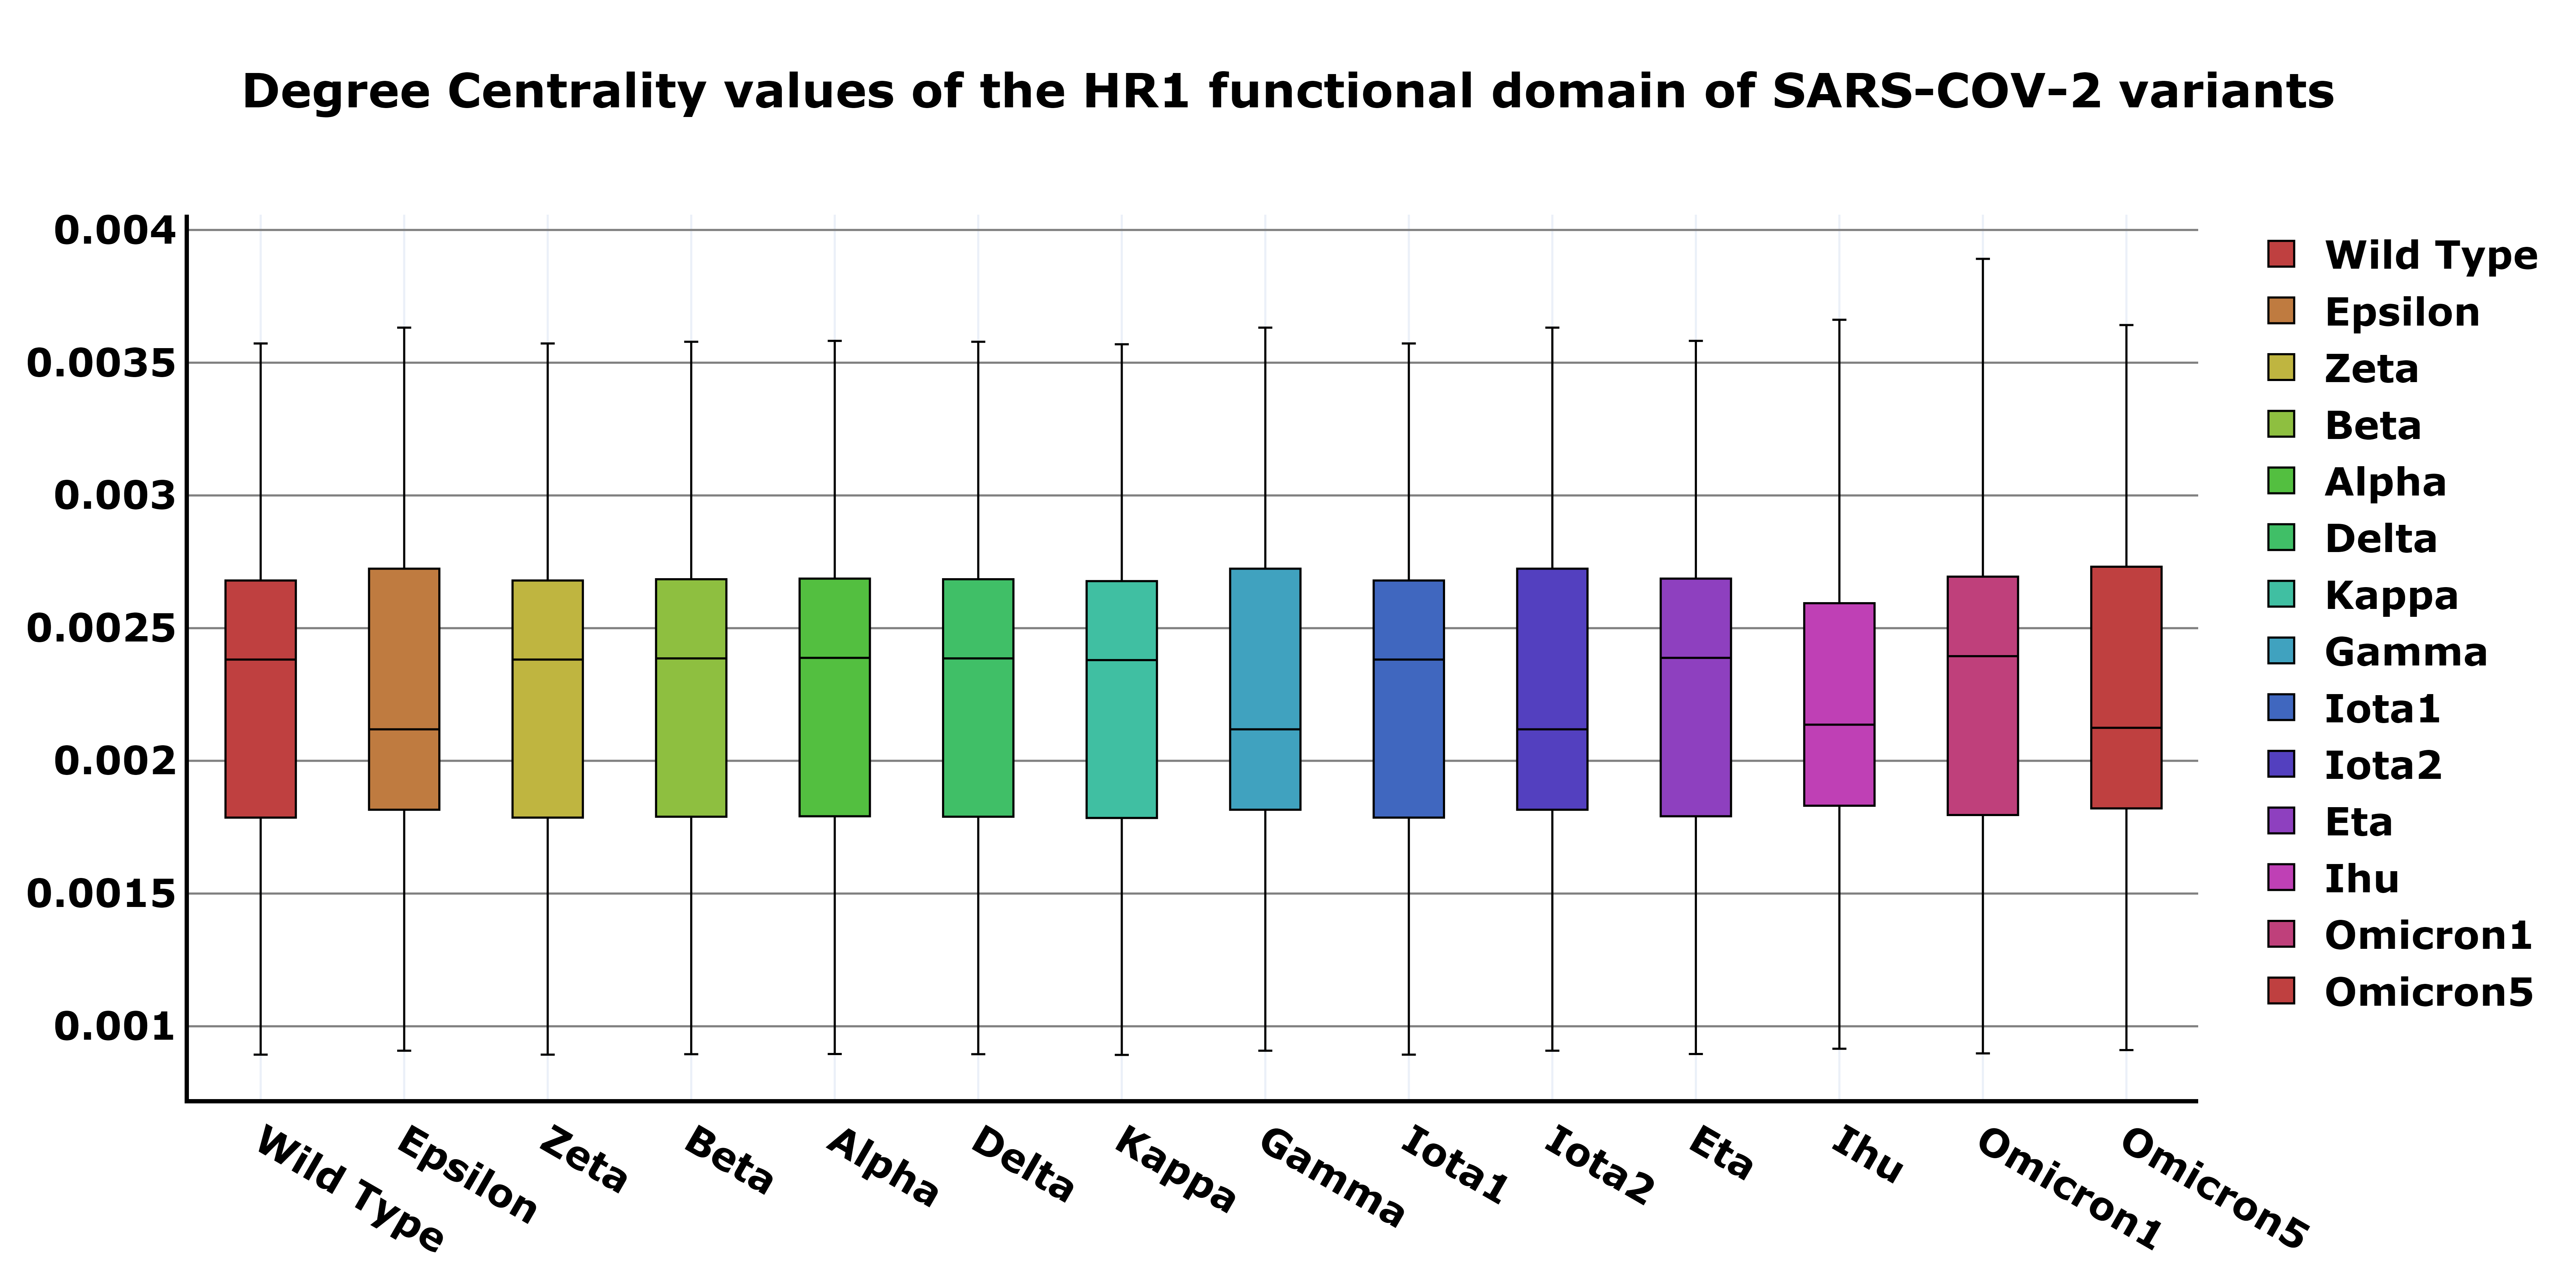 Degree Centrality values of the HR1 functional domain of SARS-COV-2 variants
0.004
0.0035
0.003
0.0025
0.002
0.0015
0.001
Wild Type
Epsilon
Zeta
Beta
Alpha
Delta
Kappa
Gamma
Iota1
Iota2
Eta
Ihu
Omicron1
Omicron5
Wild Type
Epsilon
Zeta
Beta
Alpha
Delta
Kappa
Gamma
Iota1
Iota2
Eta
Ihu
Omicron1
Omicron5